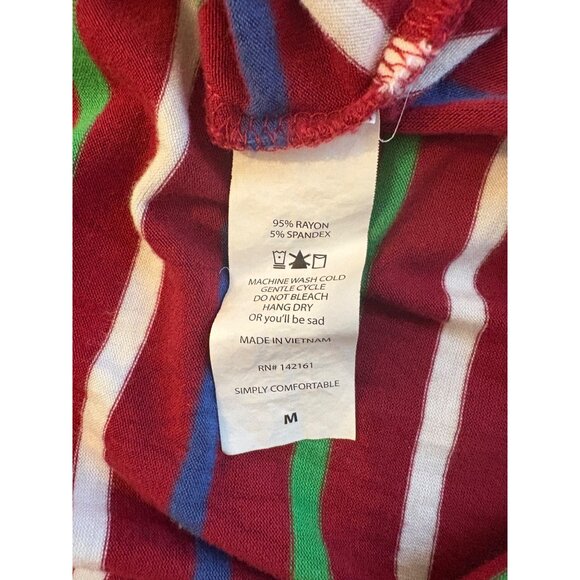 95% RAYON
5% SPANDEX
MACHINE WASH COLD
GENTLE CYCLE
DO NOT BLEACH
HANG DRY
OR you'll be sad
MADE IN VIETNAM
RN# 142161
SIMPLY COMFORTABLE
M